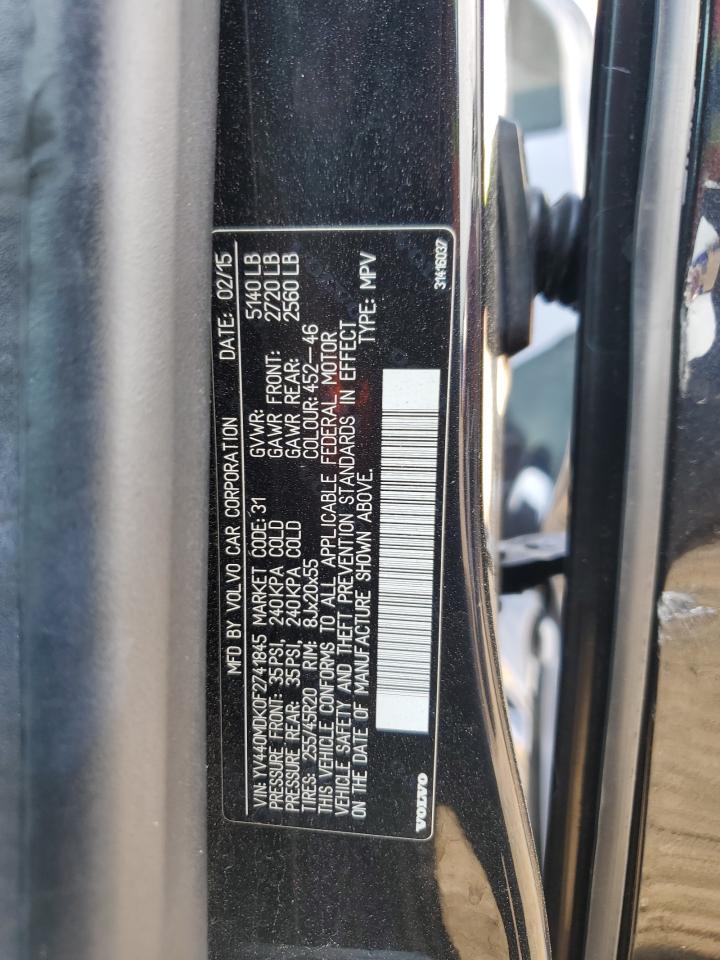 MFD BY VOLVO CAR CORPORATION DATE: 02/15
VIN: YV440MDK0F2741845 MARKET CODE: 31 GVWR: 5140 LB
PRESSURE FRONT: 35PSI, 240KPA COLD GAWR FRONT: 2720 LB
PRESSURE REAR: 35PSI, 240KPA COLD GAWR REAR: 2560 LB
TIRES: 255/45R20 RIM: 8Jx20x55 COLOUR: 452-46
THIS VEHICLE CONFORMS TO ALL APPLICABLE FEDERAL MOTOR
VEHICLE SAFETY AND THEFT PREVENTION STANDARDS IN EFFECT
ON THE DATE OF MANUFACTURE SHOWN ABOVE. TYPE: MPV
VOLVO 31416037